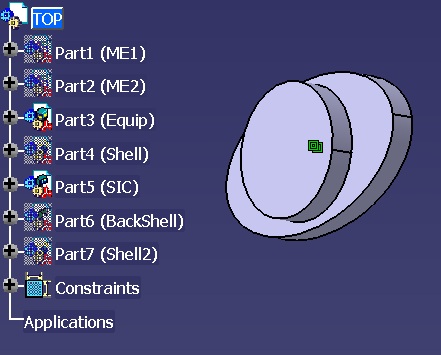 TOP
Part1 (ME1)
Part2 (ME2)
Part3 (Equip)
Part4 (Shell)
Part5 (SIC)
Part6 (BackShell)
Part7 (Shell2)
Constraints
Applications